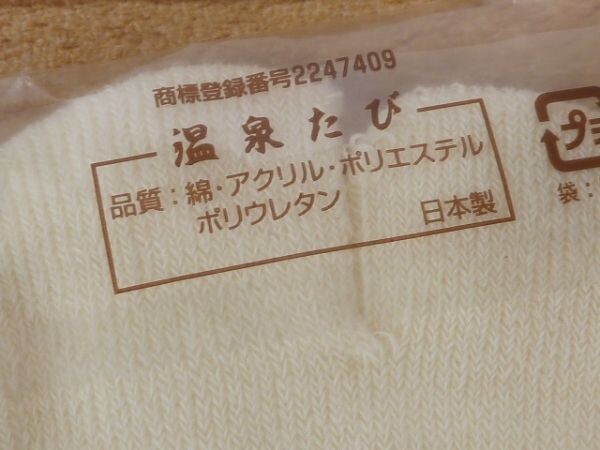 商標登録番号2247409
温泉たび
品質：綿・アクリル・ポリエステル
ポリウレタン
日本製
プラ
袋：